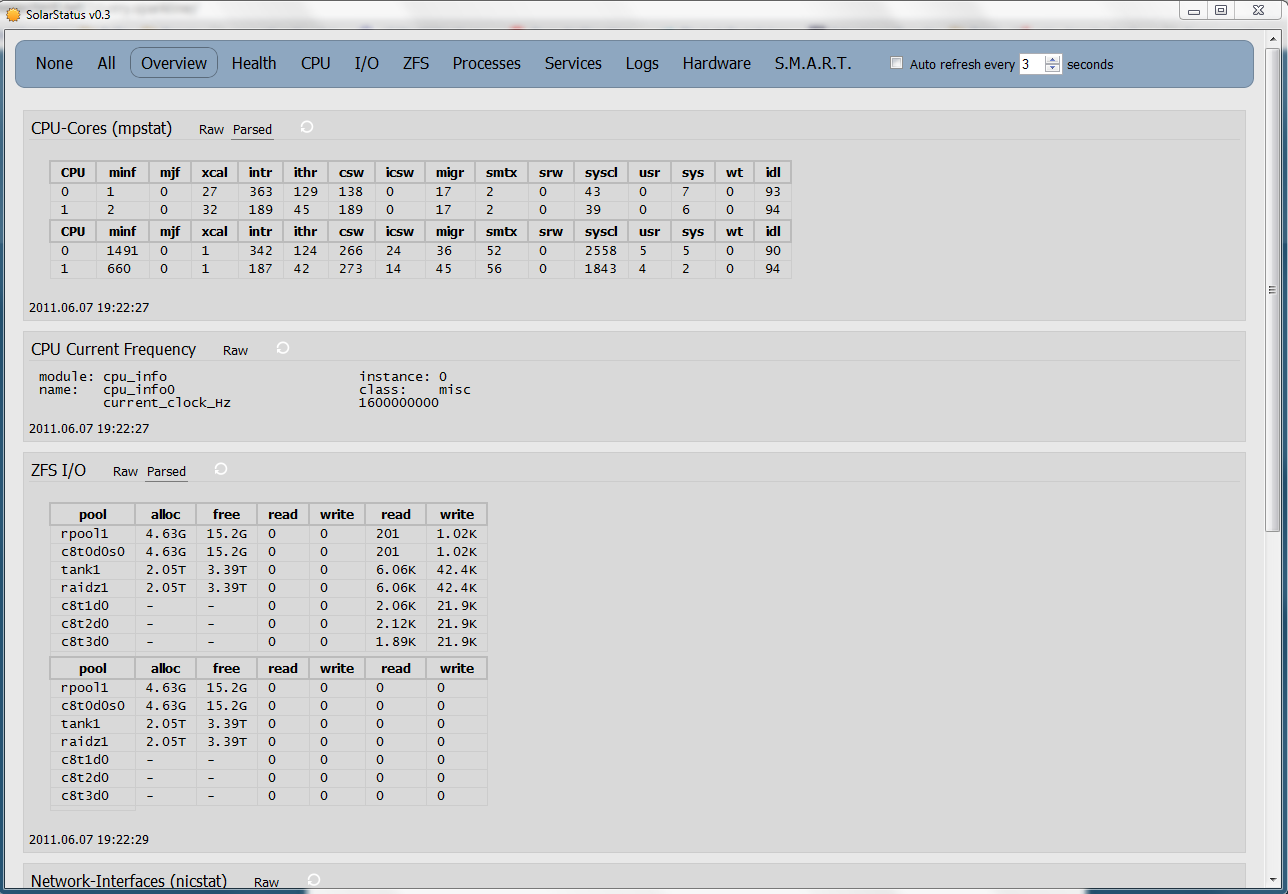 SolarStatus v0.3
None All Overview Health CPU I/O ZFS Processes Services Logs Hardware S.M.A.R.T. Auto refresh every 3 seconds
CPU-Cores (mpstat) Raw Parsed
CPU minf mjf xcal intr ithr csw icsw migr smtx srw syscl usr sys wt idl
0 1 0 27 363 129 138 0 17 2 0 43 0 7 0 93
1 2 0 32 189 45 189 0 17 2 0 39 0 6 0 94
CPU minf mjf xcal intr ithr csw icsw migr smtx srw syscl usr sys wt idl
0 1491 0 1 342 124 266 24 36 52 0 2558 5 5 0 90
1 660 0 1 187 42 273 14 45 56 0 1843 4 2 0 94
2011.06.07 19:22:27
CPU Current Frequency Raw
module: cpu_info instance: 0
name: cpu_info0 class: misc
current_clock_Hz 1600000000
2011.06.07 19:22:27
ZFS I/O Raw Parsed
pool alloc free read write read write
rpool1 4.63G 15.2G 0 0 201 1.02K
c8t0d0s0 4.63G 15.2G 0 0 201 1.02K
tank1 2.05T 3.39T 0 0 6.06K 42.4K
raidz1 2.05T 3.39T 0 0 6.06K 42.4K
c8t1d0 - - 0 0 2.06K 21.9K
c8t2d0 - - 0 0 2.12K 21.9K
c8t3d0 - - 0 0 1.89K 21.9K
pool alloc free read write read write
rpool1 4.63G 15.2G 0 0 0 0
c8t0d0s0 4.63G 15.2G 0 0 0 0
tank1 2.05T 3.39T 0 0 0 0
raidz1 2.05T 3.39T 0 0 0 0
c8t1d0 - - 0 0 0 0
c8t2d0 - - 0 0 0 0
c8t3d0 - - 0 0 0 0
2011.06.07 19:22:29
Network-Interfaces (nicstat) Raw